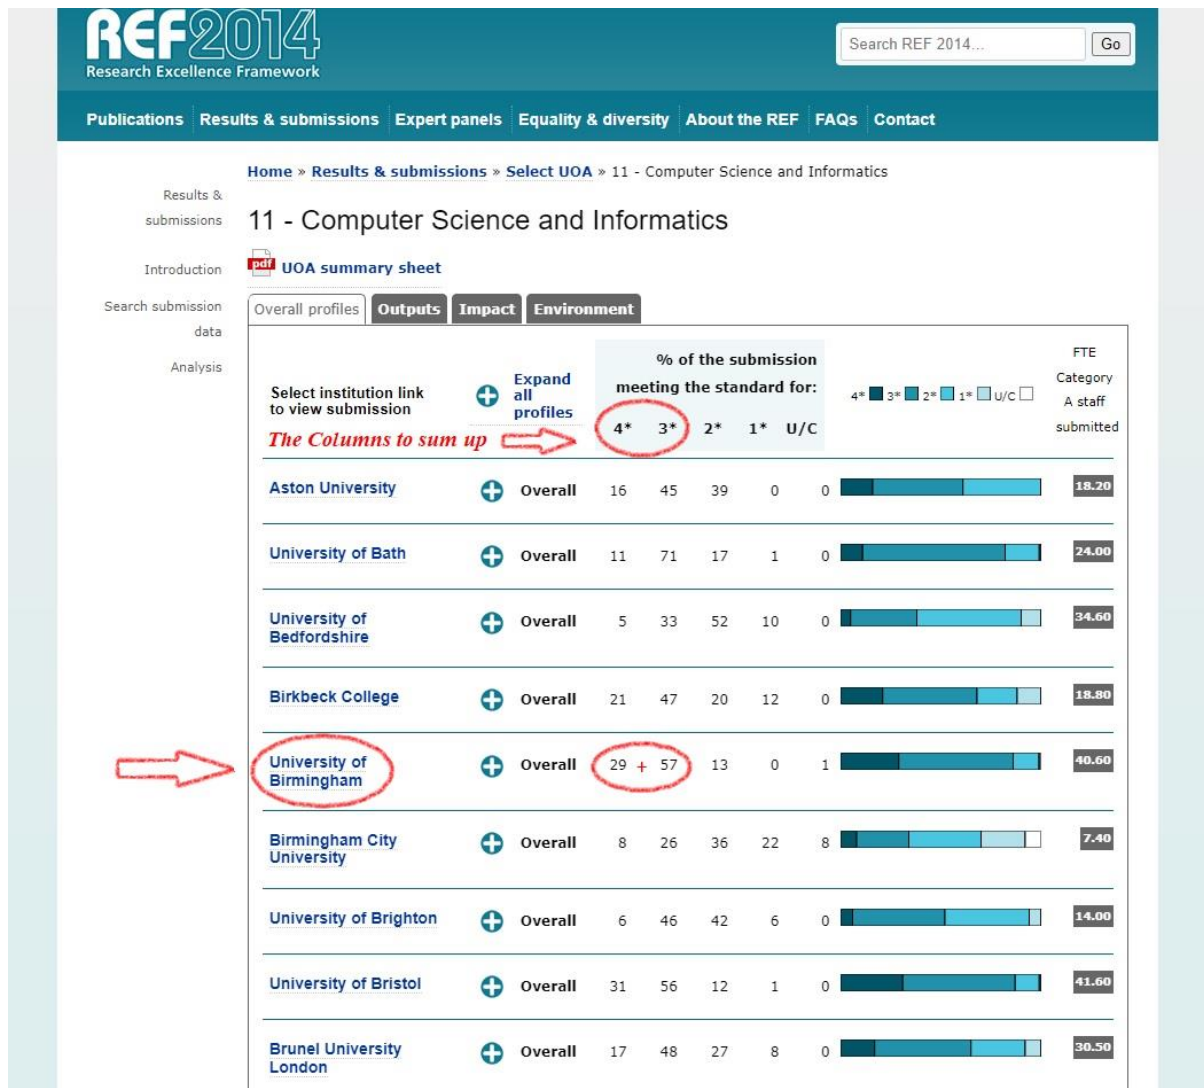 REF2014
Research Excellence Framework
Search REF 2014...
Go
Publications Results & submissions Expert panels Equality & diversity About the REF FAQs Contact
Home » Results & submissions » Select UOA » 11 - Computer Science and Informatics
Results &
submissions
Introduction
Search submission
data
Analysis
11 - Computer Science and Informatics
pdf UOA summary sheet
Overall profiles Outputs Impact Environment
Select institution link
to view submission
The Columns to sum up
Expand
all
profiles
% of the submission
meeting the standard for:
4* 3* 2* 1* U/C
4* 3* 2* 1* U/C
FTE
Category
A staff
submitted
Aston University Overall 16 45 39 0 0 18.20
University of Bath Overall 11 71 17 1 0 24.00
University of
Bedfordshire Overall 5 33 52 10 0 34.60
Birkbeck College Overall 21 47 20 12 0 18.80
University of
Birmingham Overall 29 + 57 13 0 1 40.60
Birmingham City
University Overall 8 26 36 22 8 7.40
University of Brighton Overall 6 46 42 6 0 14.00
University of Bristol Overall 31 56 12 1 0 41.60
Brunel University
London Overall 17 48 27 8 0 30.50